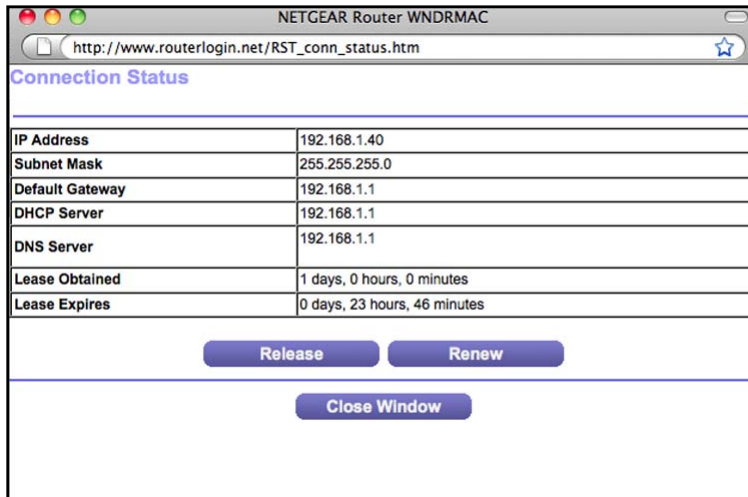 NETGEAR Router WNDRMAC
http://www.routerlogin.net/RST_conn_status.htm
Connection Status
IP Address 192.168.1.40
Subnet Mask 255.255.255.0
Default Gateway 192.168.1.1
DHCP Server 192.168.1.1
DNS Server 192.168.1.1
Lease Obtained 1 days, 0 hours, 0 minutes
Lease Expires 0 days, 23 hours, 46 minutes
Release Renew
Close Window